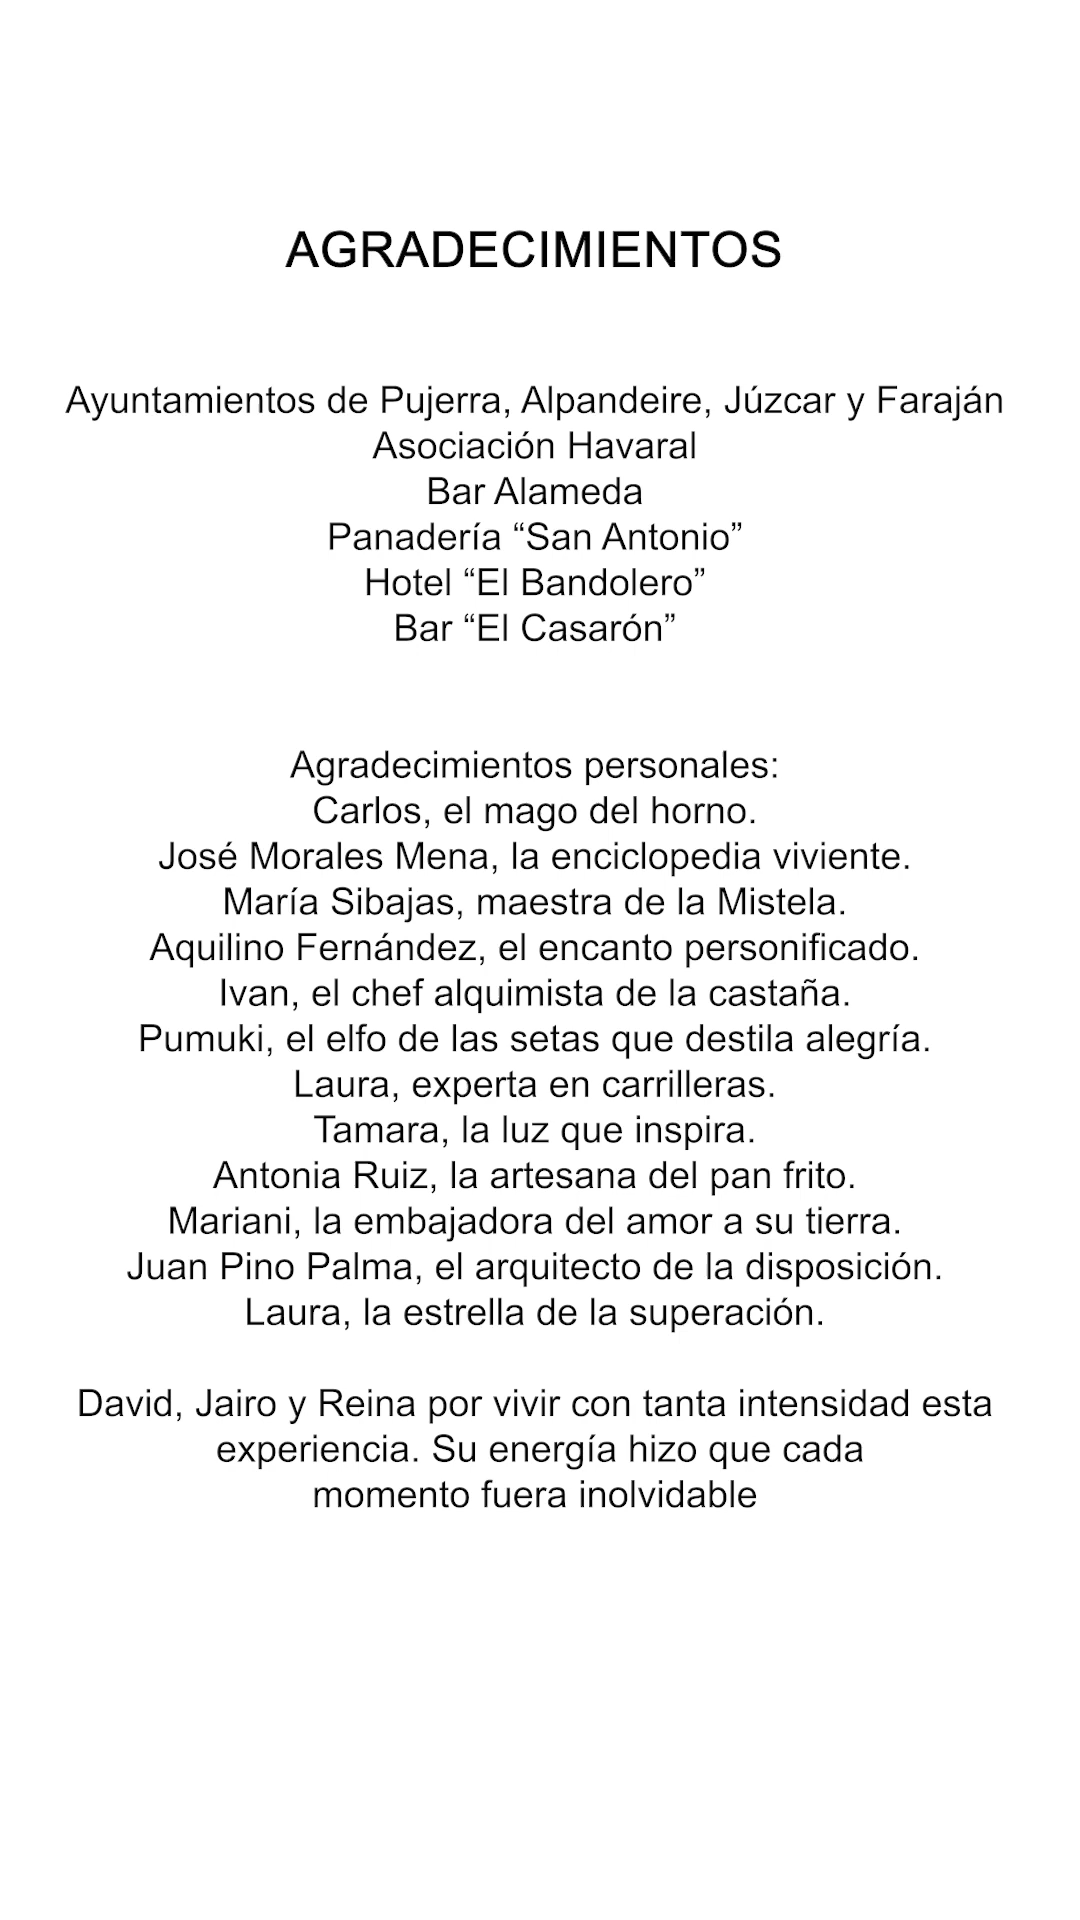 AGRADECIMIENTOS
Ayuntamientos de Pujerra, Alpandeire, Júzcar y Faraján
Asociación Havaral
Bar Alameda
Panadería “San Antonio”
Hotel “El Bandolero”
Bar “El Casarón”
Agradecimientos personales:
Carlos, el mago del horno.
José Morales Mena, la enciclopedia viviente.
María Sibajas, maestra de la Mistela.
Aquilino Fernández, el encanto personificado.
Ivan, el chef alquimista de la castaña.
Pumuki, el elfo de las setas que destila alegría.
Laura, experta en carrilleras.
Tamara, la luz que inspira.
Antonia Ruiz, la artesana del pan frito.
Mariani, la embajadora del amor a su tierra.
Juan Pino Palma, el arquitecto de la disposición.
Laura, la estrella de la superación.
David, Jairo y Reina por vivir con tanta intensidad esta
experiencia. Su energía hizo que cada
momento fuera inolvidable